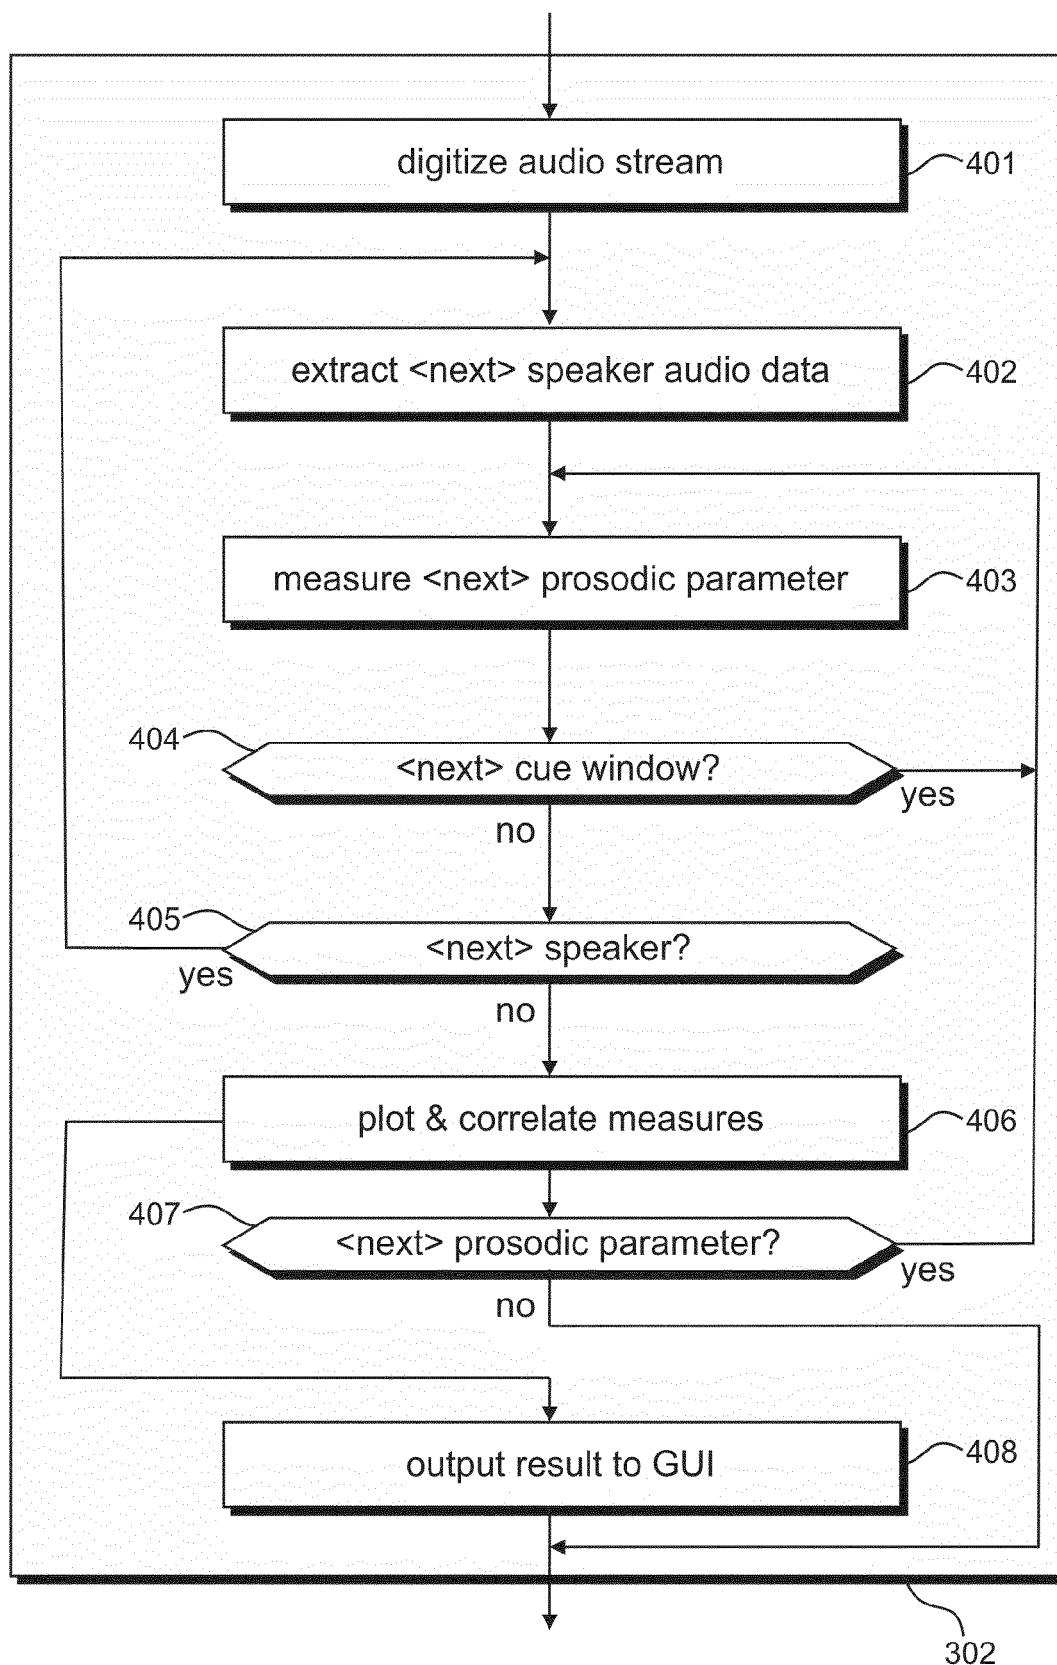 digitize audio stream
401
extract <next> speaker audio data
402
measure <next> prosodic parameter
403
404
<next> cue window?
yes
no
405
<next> speaker?
yes
no
plot & correlate measures
406
407
<next> prosodic parameter?
yes
no
output result to GUI
408
302